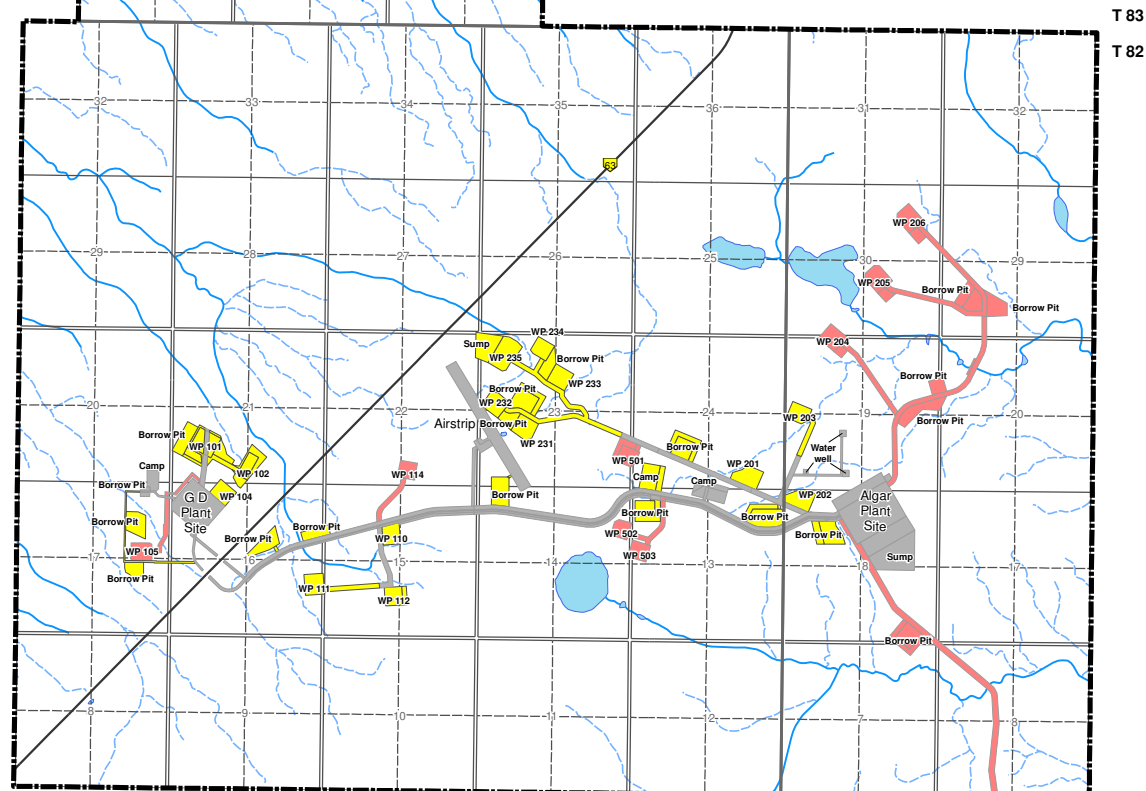 T 83
T 82
32
33
34
35
36
31
32
63
WP 206
29
28
27
26
25
30
29
WP 205
Borrow Pit
Borrow Pit
WP 234
WP 204
Sump
WP 235
Borrow Pit
WP 233
Borrow Pit
Borrow Pit
WP 232
20
21
22
23
24
19
20
Airstrip
Borrow Pit
WP 203
Borrow Pit
WP 231
Borrow Pit
WP 101
Borrow Pit
Water
well
WP 501
Camp
WP 102
WP 114
WP 201
Borrow Pit
Camp
Camp
WP 104
G D
Plant
Site
Borrow Pit
WP 202
Algar
Plant
Site
Borrow Pit
Borrow Pit
Borrow Pit
Borrow Pit
Borrow Pit
WP 110
WP 502
Borrow Pit
WP 105
WP 503
Sump
17
16
15
14
13
18
17
Borrow Pit
WP 111
WP 112
Borrow Pit
8
9
10
11
12
7
8